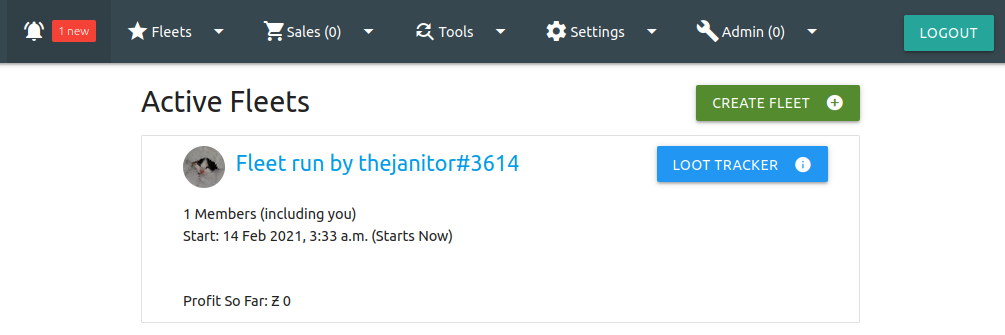 1 new Fleets Sales (0) Tools Settings Admin (0) LOGOUT
Active Fleets CREATE FLEET
Fleet run by thejanitor#3614 LOOT TRACKER
1 Members (including you)
Start: 14 Feb 2021, 3:33 a.m. (Starts Now)
Profit So Far: Ƶ 0